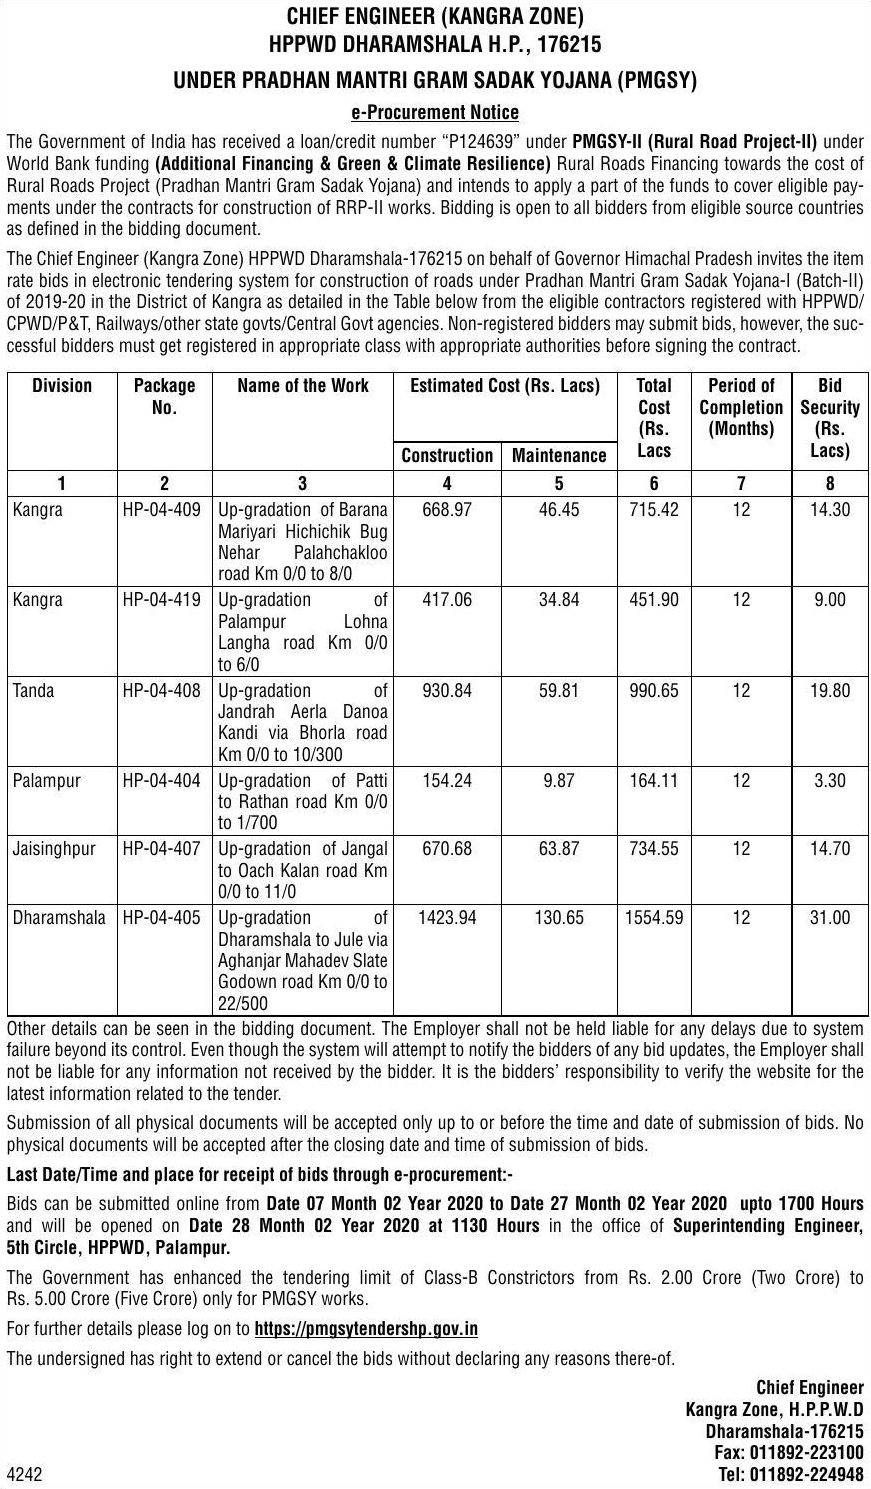 CHIEF ENGINEER (KANGRA ZONE)
HPPWD DHARAMSHALA H.P., 176215
UNDER PRADHAN MANTRI GRAM SADAK YOJANA (PMGSY)
e-Procurement Notice
The Government of India has received a loan/credit number “P124639” under PMGSY-II (Rural Road Project-II) under
World Bank funding (Additional Financing & Green & Climate Resilience) Rural Roads Financing towards the cost of
Rural Roads Project (Pradhan Mantri Gram Sadak Yojana) and intends to apply a part of the funds to cover eligible pay-
ments under the contracts for construction of RRP-II works. Bidding is open to all bidders from eligible source countries
as defined in the bidding document.
The Chief Engineer (Kangra Zone) HPPWD Dharamshala-176215 on behalf of Governor Himachal Pradesh invites the item
rate bids in electronic tendering system for construction of roads under Pradhan Mantri Gram Sadak Yojana-I (Batch-II)
of 2019-20 in the District of Kangra as detailed in the Table below from the eligible contractors registered with HPPWD/
CPWD/P&T, Railways/other state govts/Central Govt agencies. Non-registered bidders may submit bids, however, the suc-
cessful bidders must get registered in appropriate class with appropriate authorities before signing the contract.
Division Package Name of the Work Estimated Cost (Rs. Lacs) Total Period of Bid
No. Cost Completion Security
(Rs. (Months) (Rs.
Construction Maintenance Lacs Lacs)
1 2 3 4 5 6 7 8
Kangra HP-04-409 Up-gradation of Barana 668.97 46.45 715.42 12 14.30
Mariyari Hichichik Bug
Nehar Palahchakloo
road Km 0/0 to 8/0
Kangra HP-04-419 Up-gradation of 417.06 34.84 451.90 12 9.00
Palampur Lohna
Langha road Km 0/0
to 6/0
Tanda HP-04-408 Up-gradation of 930.84 59.81 990.65 12 19.80
Jandrah Aerla Danoa
Kandi via Bhorla road
Km 0/0 to 10/300
Palampur HP-04-404 Up-gradation of Patti 154.24 9.87 164.11 12 3.30
to Rathan road Km 0/0
to 1/700
Jaisinghpur HP-04-407 Up-gradation of Jangal 670.68 63.87 734.55 12 14.70
to Oach Kalan road Km
0/0 to 11/0
Dharamshala HP-04-405 Up-gradation of 1423.94 130.65 1554.59 12 31.00
Dharamshala to Jule via
Aghanjar Mahadev Slate
Godown road Km 0/0 to
22/500
Other details can be seen in the bidding document. The Employer shall not be held liable for any delays due to system
failure beyond its control. Even though the system will attempt to notify the bidders of any bid updates, the Employer shall
not be liable for any information not received by the bidder. It is the bidders’ responsibility to verify the website for the
latest information related to the tender.
Submission of all physical documents will be accepted only up to or before the time and date of submission of bids. No
physical documents will be accepted after the closing date and time of submission of bids.
Last Date/Time and place for receipt of bids through e-procurement:-
Bids can be submitted online from Date 07 Month 02 Year 2020 to Date 27 Month 02 Year 2020 upto 1700 Hours
and will be opened on Date 28 Month 02 Year 2020 at 1130 Hours in the office of Superintending Engineer,
5th Circle, HPPWD, Palampur.
The Government has enhanced the tendering limit of Class-B Constrictors from Rs. 2.00 Crore (Two Crore) to
Rs. 5.00 Crore (Five Crore) only for PMGSY works.
For further details please log on to https://pmgsytendershp.gov.in
The undersigned has right to extend or cancel the bids without declaring any reasons there-of.
Chief Engineer
Kangra Zone, H.P.P.W.D
Dharamshala-176215
Fax: 011892-223100
4242 Tel: 011892-224948